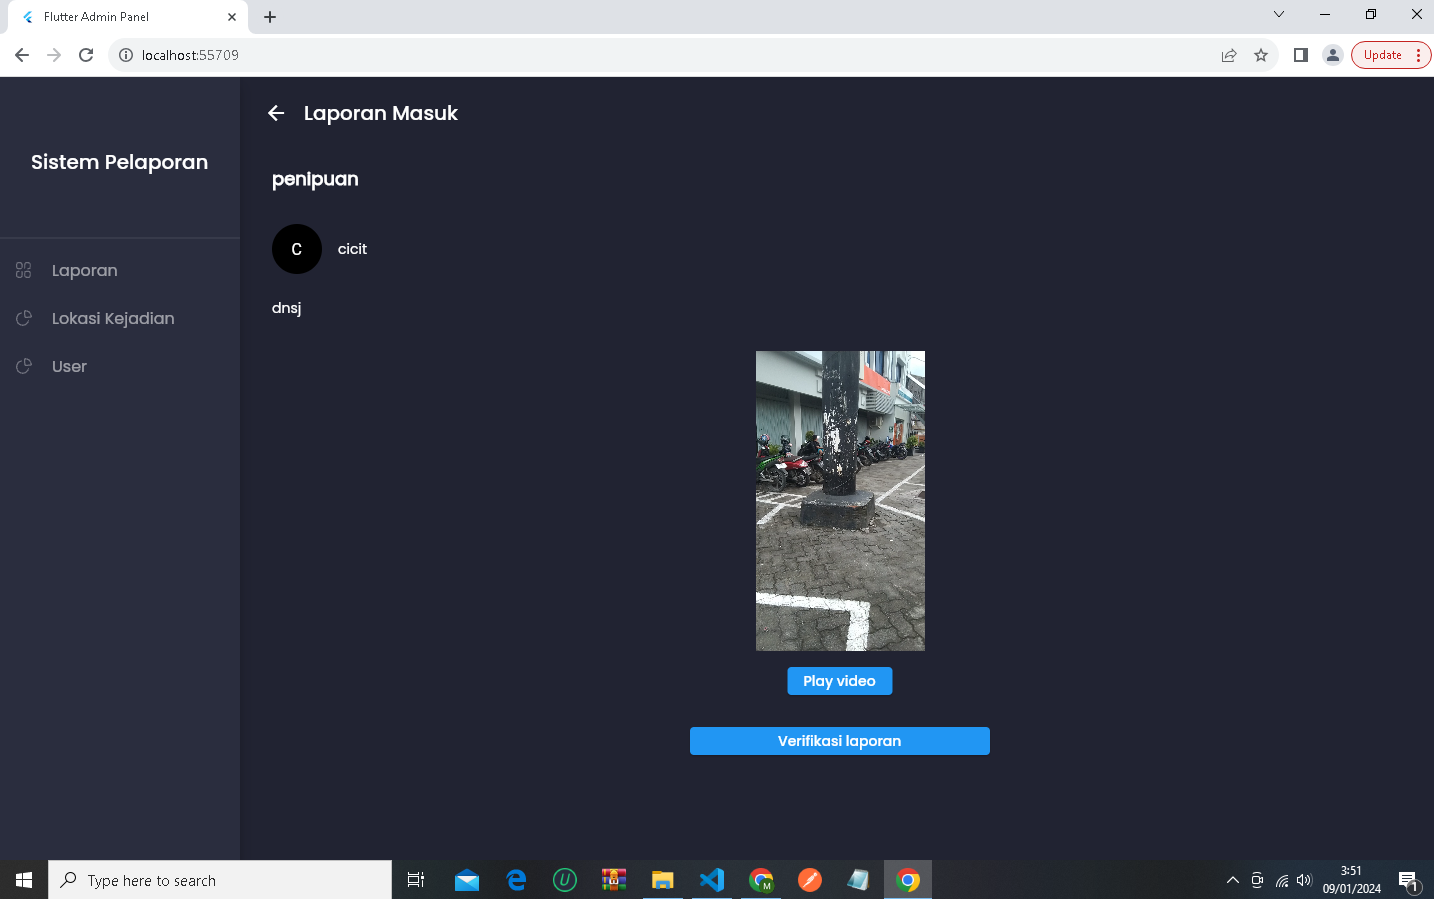 Flutter Admin Panel
localhost:55709
Update
Laporan Masuk
Sistem Pelaporan
penipuan
C
cicit
Laporan
dnsj
Lokasi Kejadian
User
Play video
Verifikasi laporan
Type here to search
M
3:51
09/01/2024
1